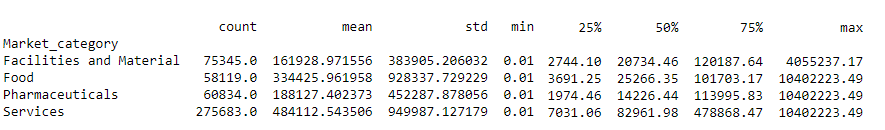 count mean std min 25% 50% 75% max
Market_category
Facilities and Material 75345.0 161928.971556 383905.206032 0.01 2744.10 20734.46 120187.64 4055237.17
Food 58119.0 334425.961958 928337.729229 0.01 3691.25 25266.35 101703.17 10402223.49
Pharmaceuticals 60834.0 188127.402373 452287.878056 0.01 1974.46 14226.44 113995.83 10402223.49
Services 275683.0 484112.543506 949987.127179 0.01 7031.06 82961.98 478868.47 10402223.49